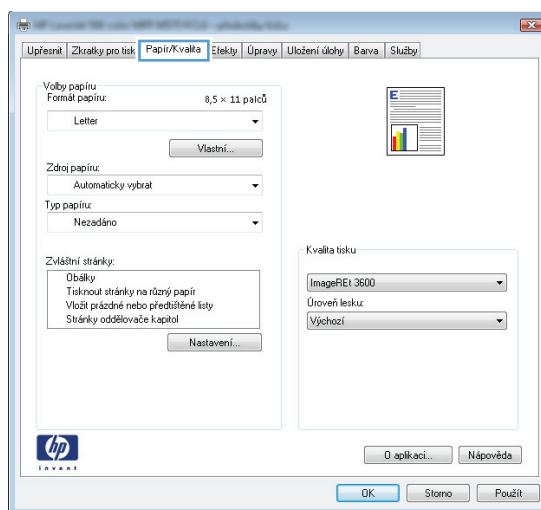 Upřesnit Zkratky pro tisk Papír/Kvalita Efekty Úpravy Uložení úlohy Barva Služby
Volby papíru
Formát papíru: 8,5 × 11 palců
Letter
Vlastní...
Zdroj papíru:
Automaticky vybrat
Typ papíru:
Nezadáno
Zvláštní stránky:
Obálky
Tisknout stránky na různý papír
Vložit prázdné nebo předtištěné listy
Stránky oddělovače kapitol
Nastavení...
E
Kvalita tisku
ImageREt 3600
Úroveň lesku:
Výchozí
hp
invent
O aplikaci... Nápověda
OK Storno Použít